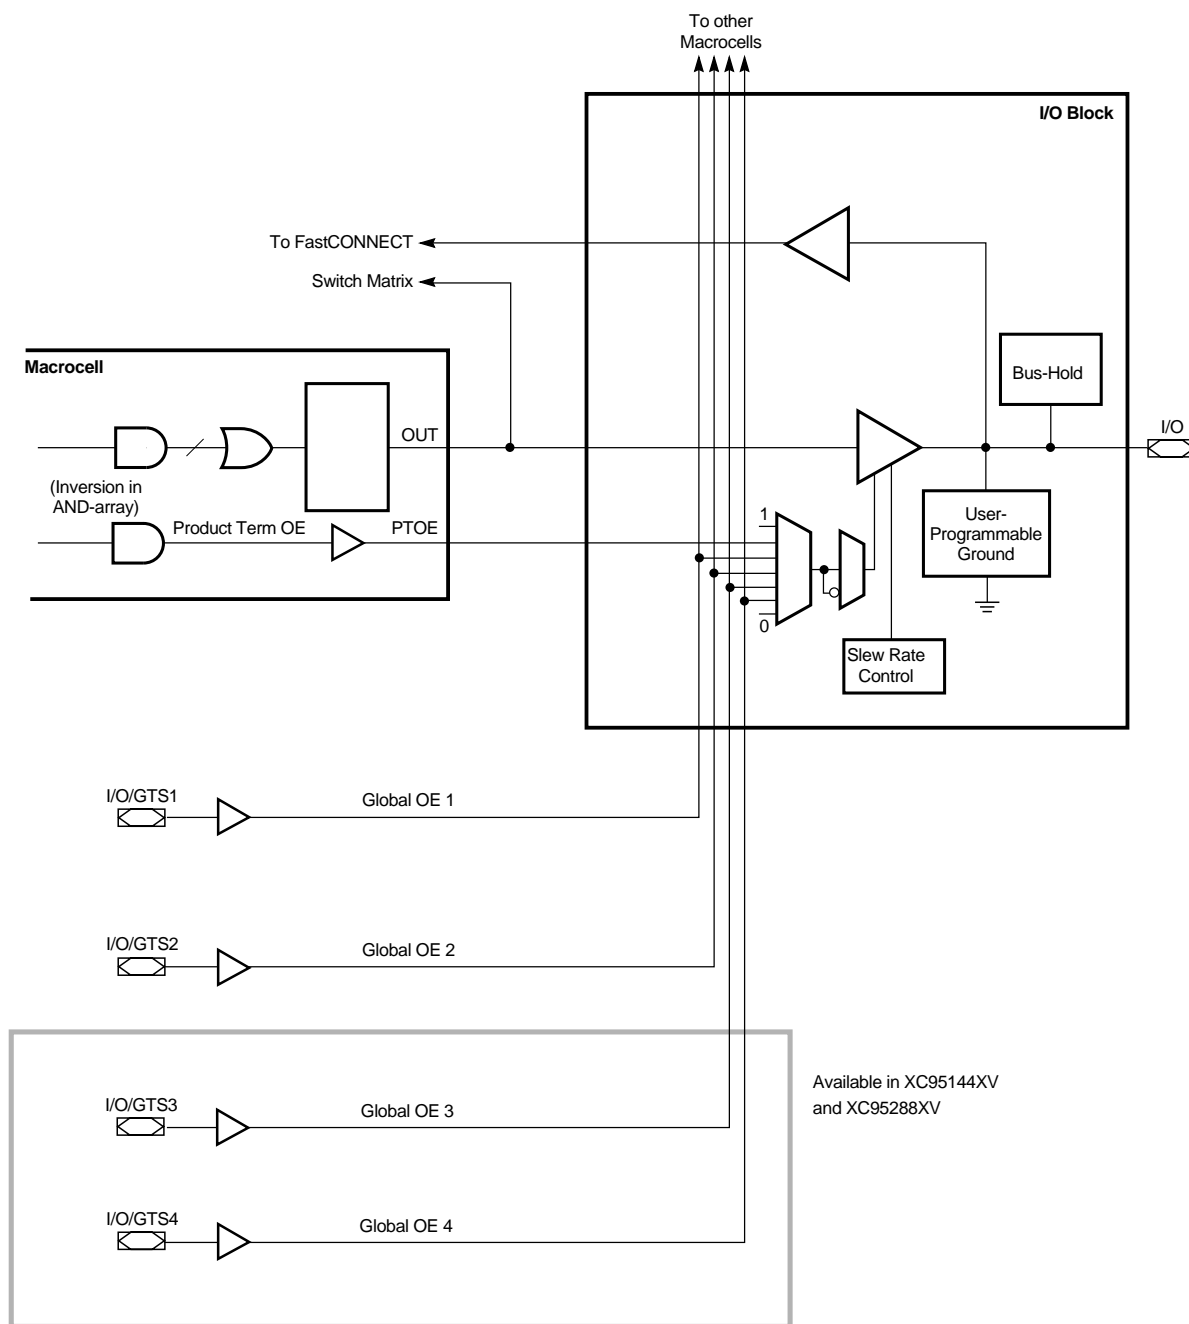 To other
Macrocells
I/O Block
To FastCONNECT
Switch Matrix
Macrocell
Bus-Hold
OUT
I/O
(Inversion in
AND-array)
Product Term OE
PTOE
1
0
User-
Programmable
Ground
Slew Rate
Control
I/O/GTS1
Global OE 1
I/O/GTS2
Global OE 2
I/O/GTS3
Global OE 3
Available in XC95144XV
and XC95288XV
I/O/GTS4
Global OE 4